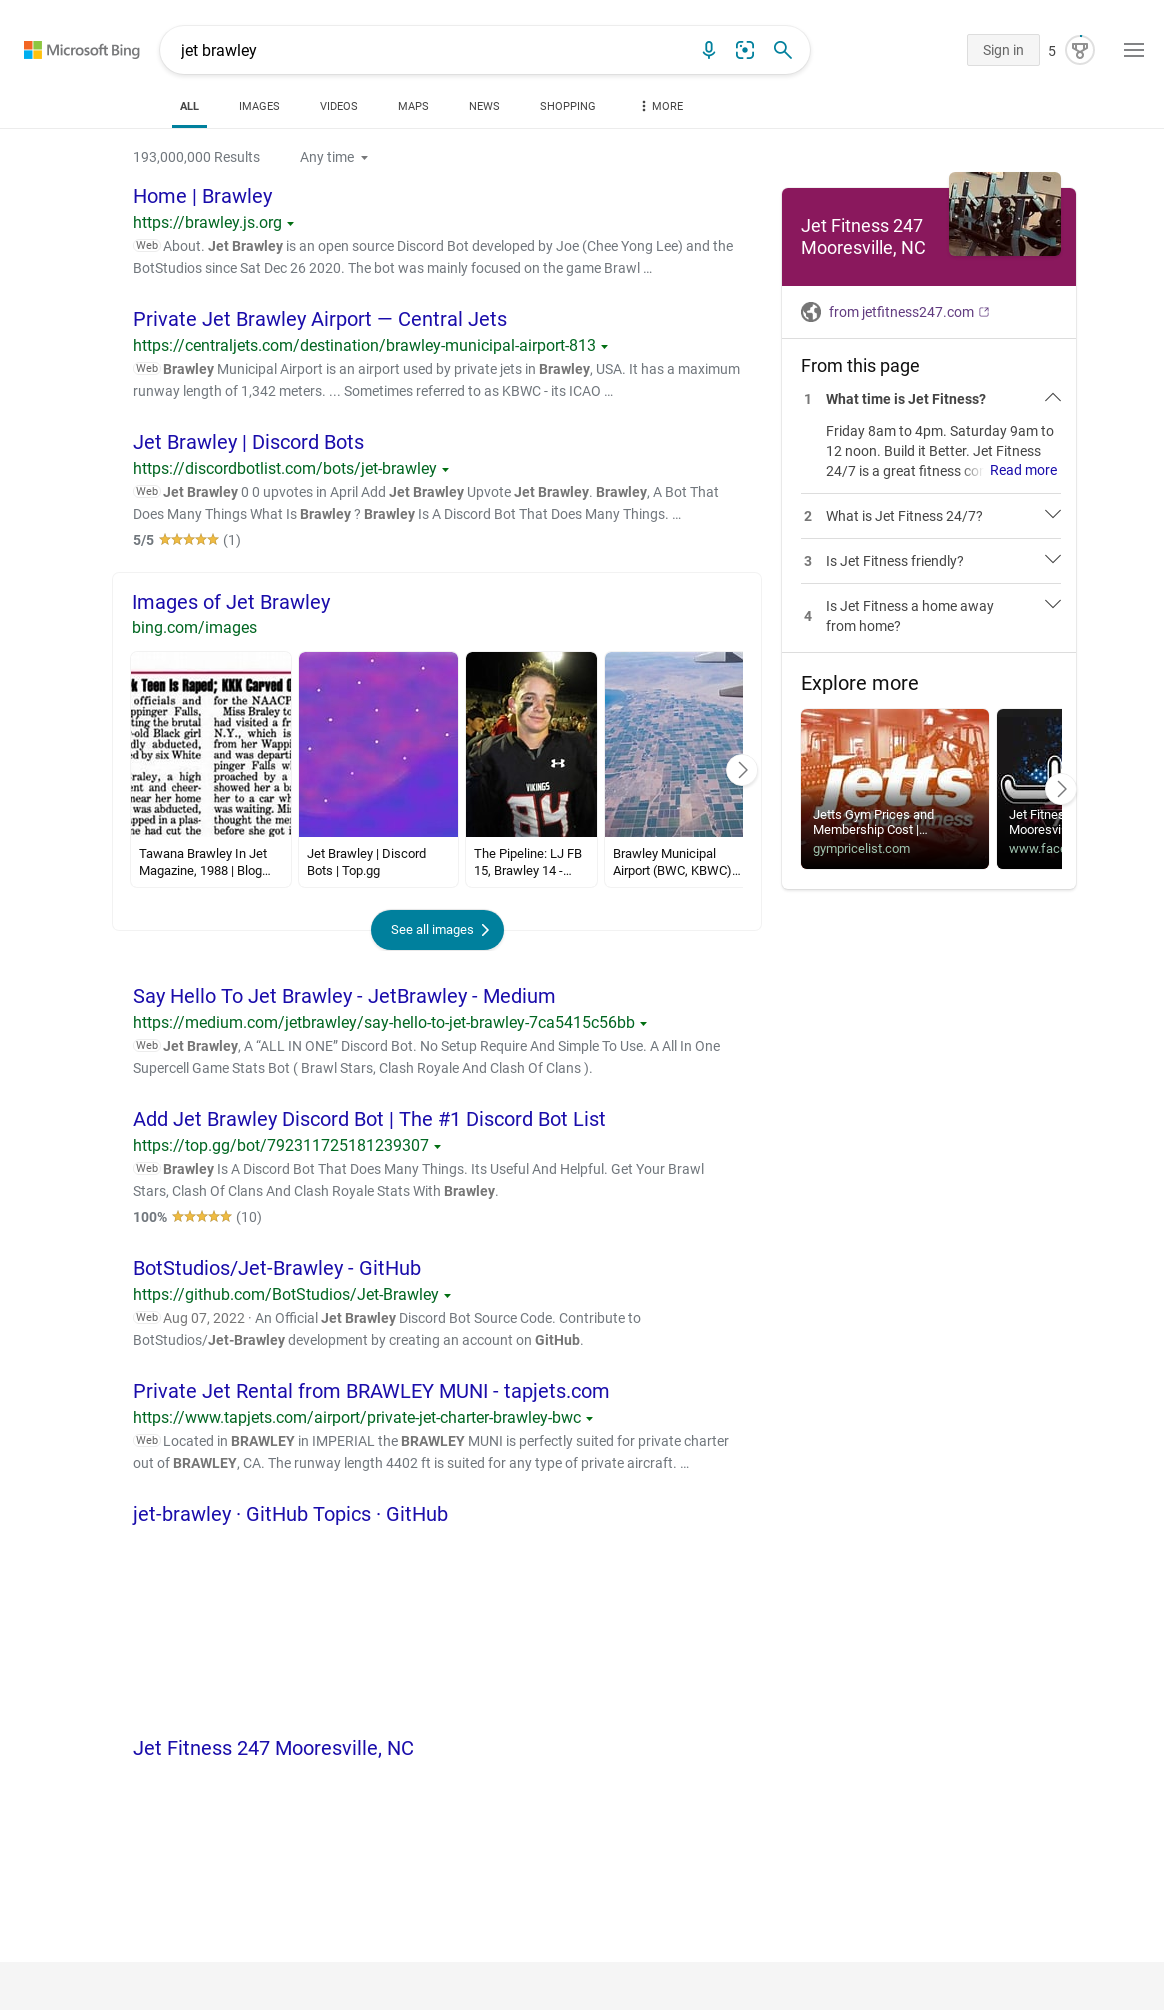 Microsoft Bing
jet brawley
Sign in
5
ALL
IMAGES
VIDEOS
MAPS
NEWS
SHOPPING
MORE
193,000,000 Results
Any time
Home | Brawley
https://brawley.js.org
Web About. Jet Brawley is an open source Discord Bot developed by Joe (Chee Yong Lee) and the
BotStudios since Sat Dec 26 2020. The bot was mainly focused on the game Brawl …
Private Jet Brawley Airport — Central Jets
https://centraljets.com/destination/brawley-municipal-airport-813
Web Brawley Municipal Airport is an airport used by private jets in Brawley, USA. It has a maximum
runway length of 1,342 meters. ... Sometimes referred to as KBWC - its ICAO …
Jet Brawley | Discord Bots
https://discordbotlist.com/bots/jet-brawley
Web Jet Brawley 0 0 upvotes in April Add Jet Brawley Upvote Jet Brawley. Brawley, A Bot That
Does Many Things What Is Brawley ? Brawley Is A Discord Bot That Does Many Things. …
5/5 (1)
Images of Jet Brawley
bing.com/images
k Teen Is Raped; KKK Carved
officials and
ppinger Falls,
ting the brutal
-old Black girl
dly abducted,
ed by six White
raley, a high
ent and cheer-
near her home
was abducted,
apped in a plas-
ne had cut the
for the NAACP
Miss Braley to
had visited a fr
N.Y., which is
from her Wappi
and was departi
pinger Falls w
proached by a
showed her a ba
her to a car wh
was waiting. Mi
thought the men
before she got i
VIKINGS
84
Tawana Brawley In Jet
Magazine, 1988 | Blog…
Jet Brawley | Discord
Bots | Top.gg
The Pipeline: LJ FB
15, Brawley 14 -…
Brawley Municipal
Airport (BWC, KBWC)…
See all images
Say Hello To Jet Brawley - JetBrawley - Medium
https://medium.com/jetbrawley/say-hello-to-jet-brawley-7ca5415c56bb
Web Jet Brawley, A “ALL IN ONE” Discord Bot. No Setup Require And Simple To Use. A All In One
Supercell Game Stats Bot ( Brawl Stars, Clash Royale And Clash Of Clans ).
Add Jet Brawley Discord Bot | The #1 Discord Bot List
https://top.gg/bot/792311725181239307
Web Brawley Is A Discord Bot That Does Many Things. Its Useful And Helpful. Get Your Brawl
Stars, Clash Of Clans And Clash Royale Stats With Brawley.
100% (10)
BotStudios/Jet-Brawley - GitHub
https://github.com/BotStudios/Jet-Brawley
Web Aug 07, 2022 · An Official Jet Brawley Discord Bot Source Code. Contribute to
BotStudios/Jet-Brawley development by creating an account on GitHub.
Private Jet Rental from BRAWLEY MUNI - tapjets.com
https://www.tapjets.com/airport/private-jet-charter-brawley-bwc
Web Located in BRAWLEY in IMPERIAL the BRAWLEY MUNI is perfectly suited for private charter
out of BRAWLEY, CA. The runway length 4402 ft is suited for any type of private aircraft. …
jet-brawley · GitHub Topics · GitHub
Jet Fitness 247 Mooresville, NC
Jet Fitness 247
Mooresville, NC
from jetfitness247.com
From this page
1 What time is Jet Fitness?
Friday 8am to 4pm. Saturday 9am to
12 noon. Build it Better. Jet Fitness
24/7 is a great fitness co Read more
2 What is Jet Fitness 24/7?
3 Is Jet Fitness friendly?
4 Is Jet Fitness a home away
from home?
Explore more
jetts
Jetts Gym Prices and
Membership Cost |…
gympricelist.com
Jet Fitnes
Mooresvi
www.face